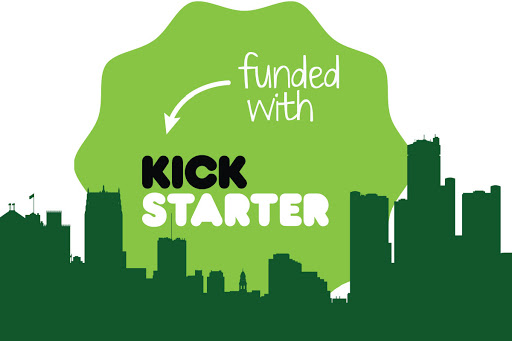 funded
with
KICK
STARTER